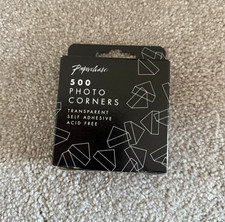 Paperchase
500
PHOTO
CORNERS
TRANSPARENT
SELF ADHESIVE
ACID FREE